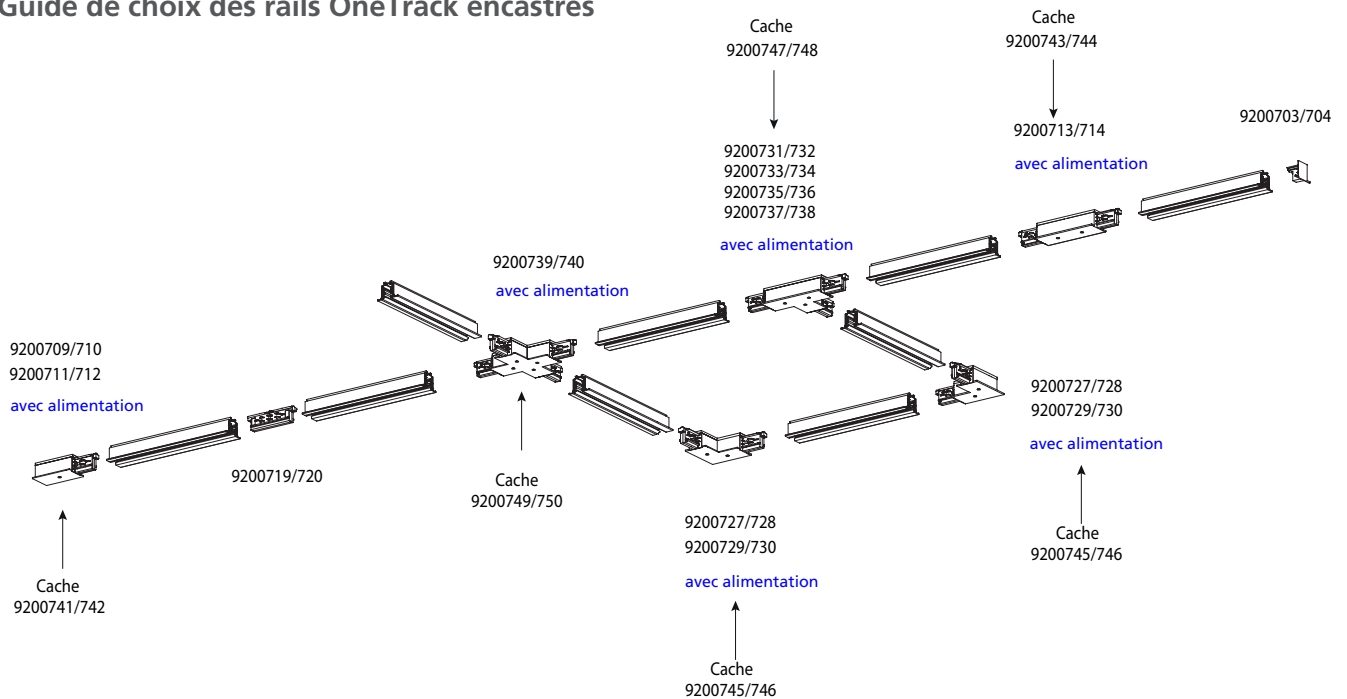 Guide de choix des rails OneTrack encastrés
Cache
9200747/748
Cache
9200743/744
9200703/704
9200713/714
avec alimentation
9200731/732
9200733/734
9200735/736
9200737/738
avec alimentation
9200739/740
avec alimentation
9200709/710
9200711/712
avec alimentation
9200719/720
Cache
9200749/750
9200727/728
9200729/730
avec alimentation
Cache
9200745/746
9200727/728
9200729/730
avec alimentation
Cache
9200745/746
Cache
9200741/742